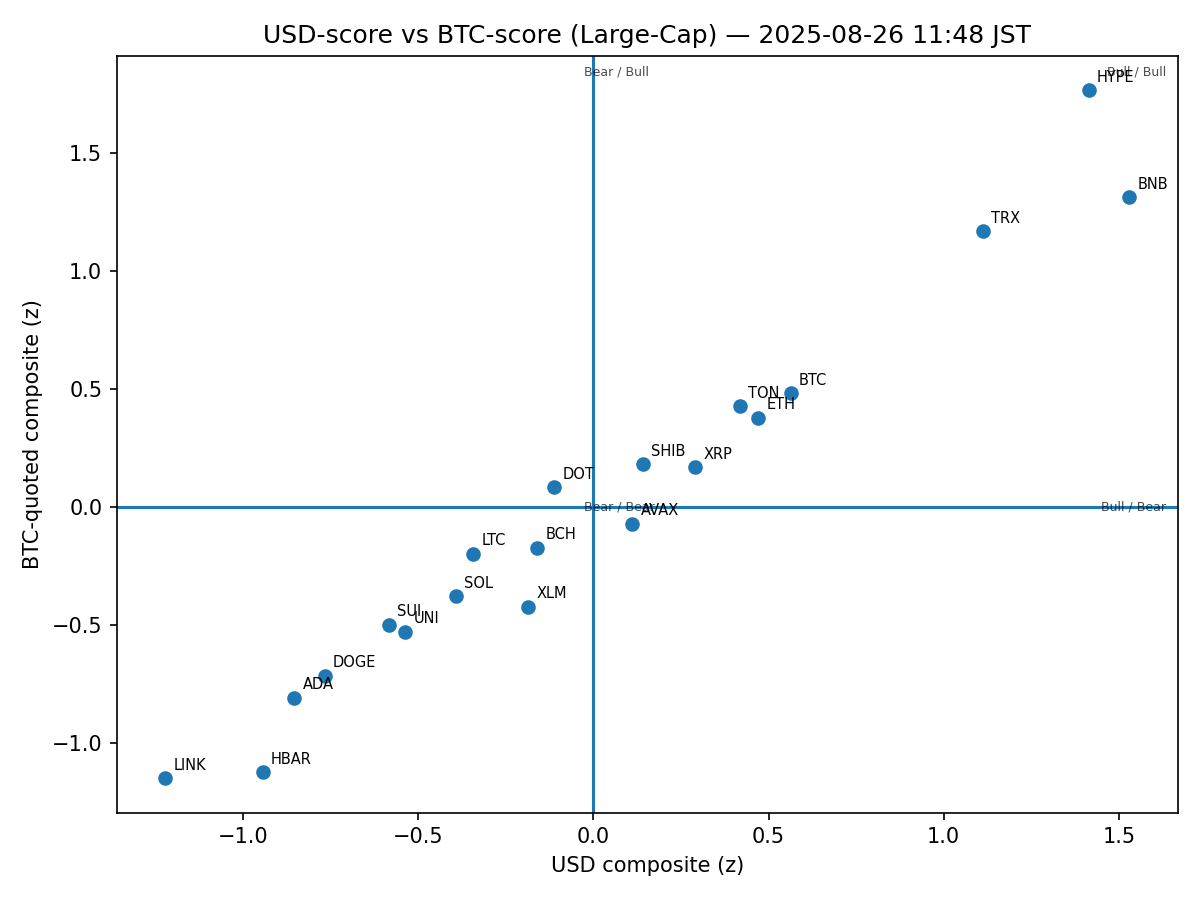 USD-score vs BTC-score (Large-Cap) — 2025-08-26 11:48 JST
Bear / Bull
Bull / Bull
HYPE
BNB
TRX
BTC
TON
ETH
SHIB
XRP
DOT
Bear / Bear
AVAX
Bull / Bear
BCH
LTC
SOL
XLM
SUI
UNI
DOGE
ADA
HBAR
LINK
1.5
1.0
0.5
0.0
−0.5
−1.0
−1.0
−0.5
0.0
0.5
1.0
1.5
USD composite (z)
BTC-quoted composite (z)